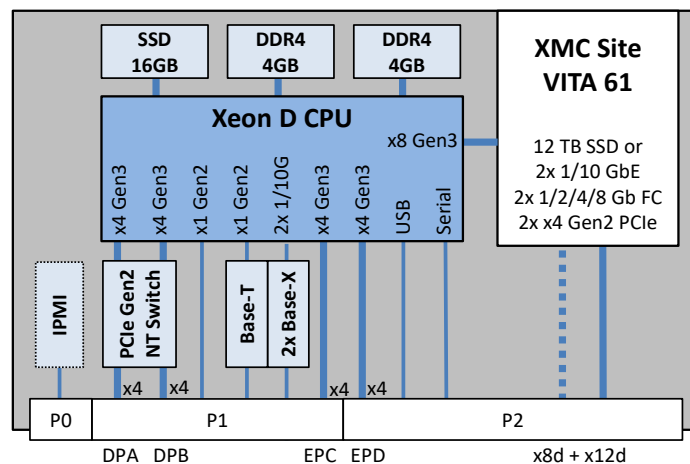 SSD
16GB
DDR4
4GB
DDR4
4GB
XMC Site
VITA 61
12 TB SSD or
2x 1/10 GbE
2x 1/2/4/8 Gb FC
2x x4 Gen2 PCIe
Xeon D CPU
x8 Gen3
x4 Gen3
x4 Gen3
x1 Gen2
x1 Gen2
2x 1/10G
x4 Gen3
x4 Gen3
USB
Serial
IPMI
PCIe Gen2
NT Switch
Base-T
2x Base-X
x4
x4
x4
x4
P0
P1
P2
DPA
DPB
EPC
EPD
x8d + x12d